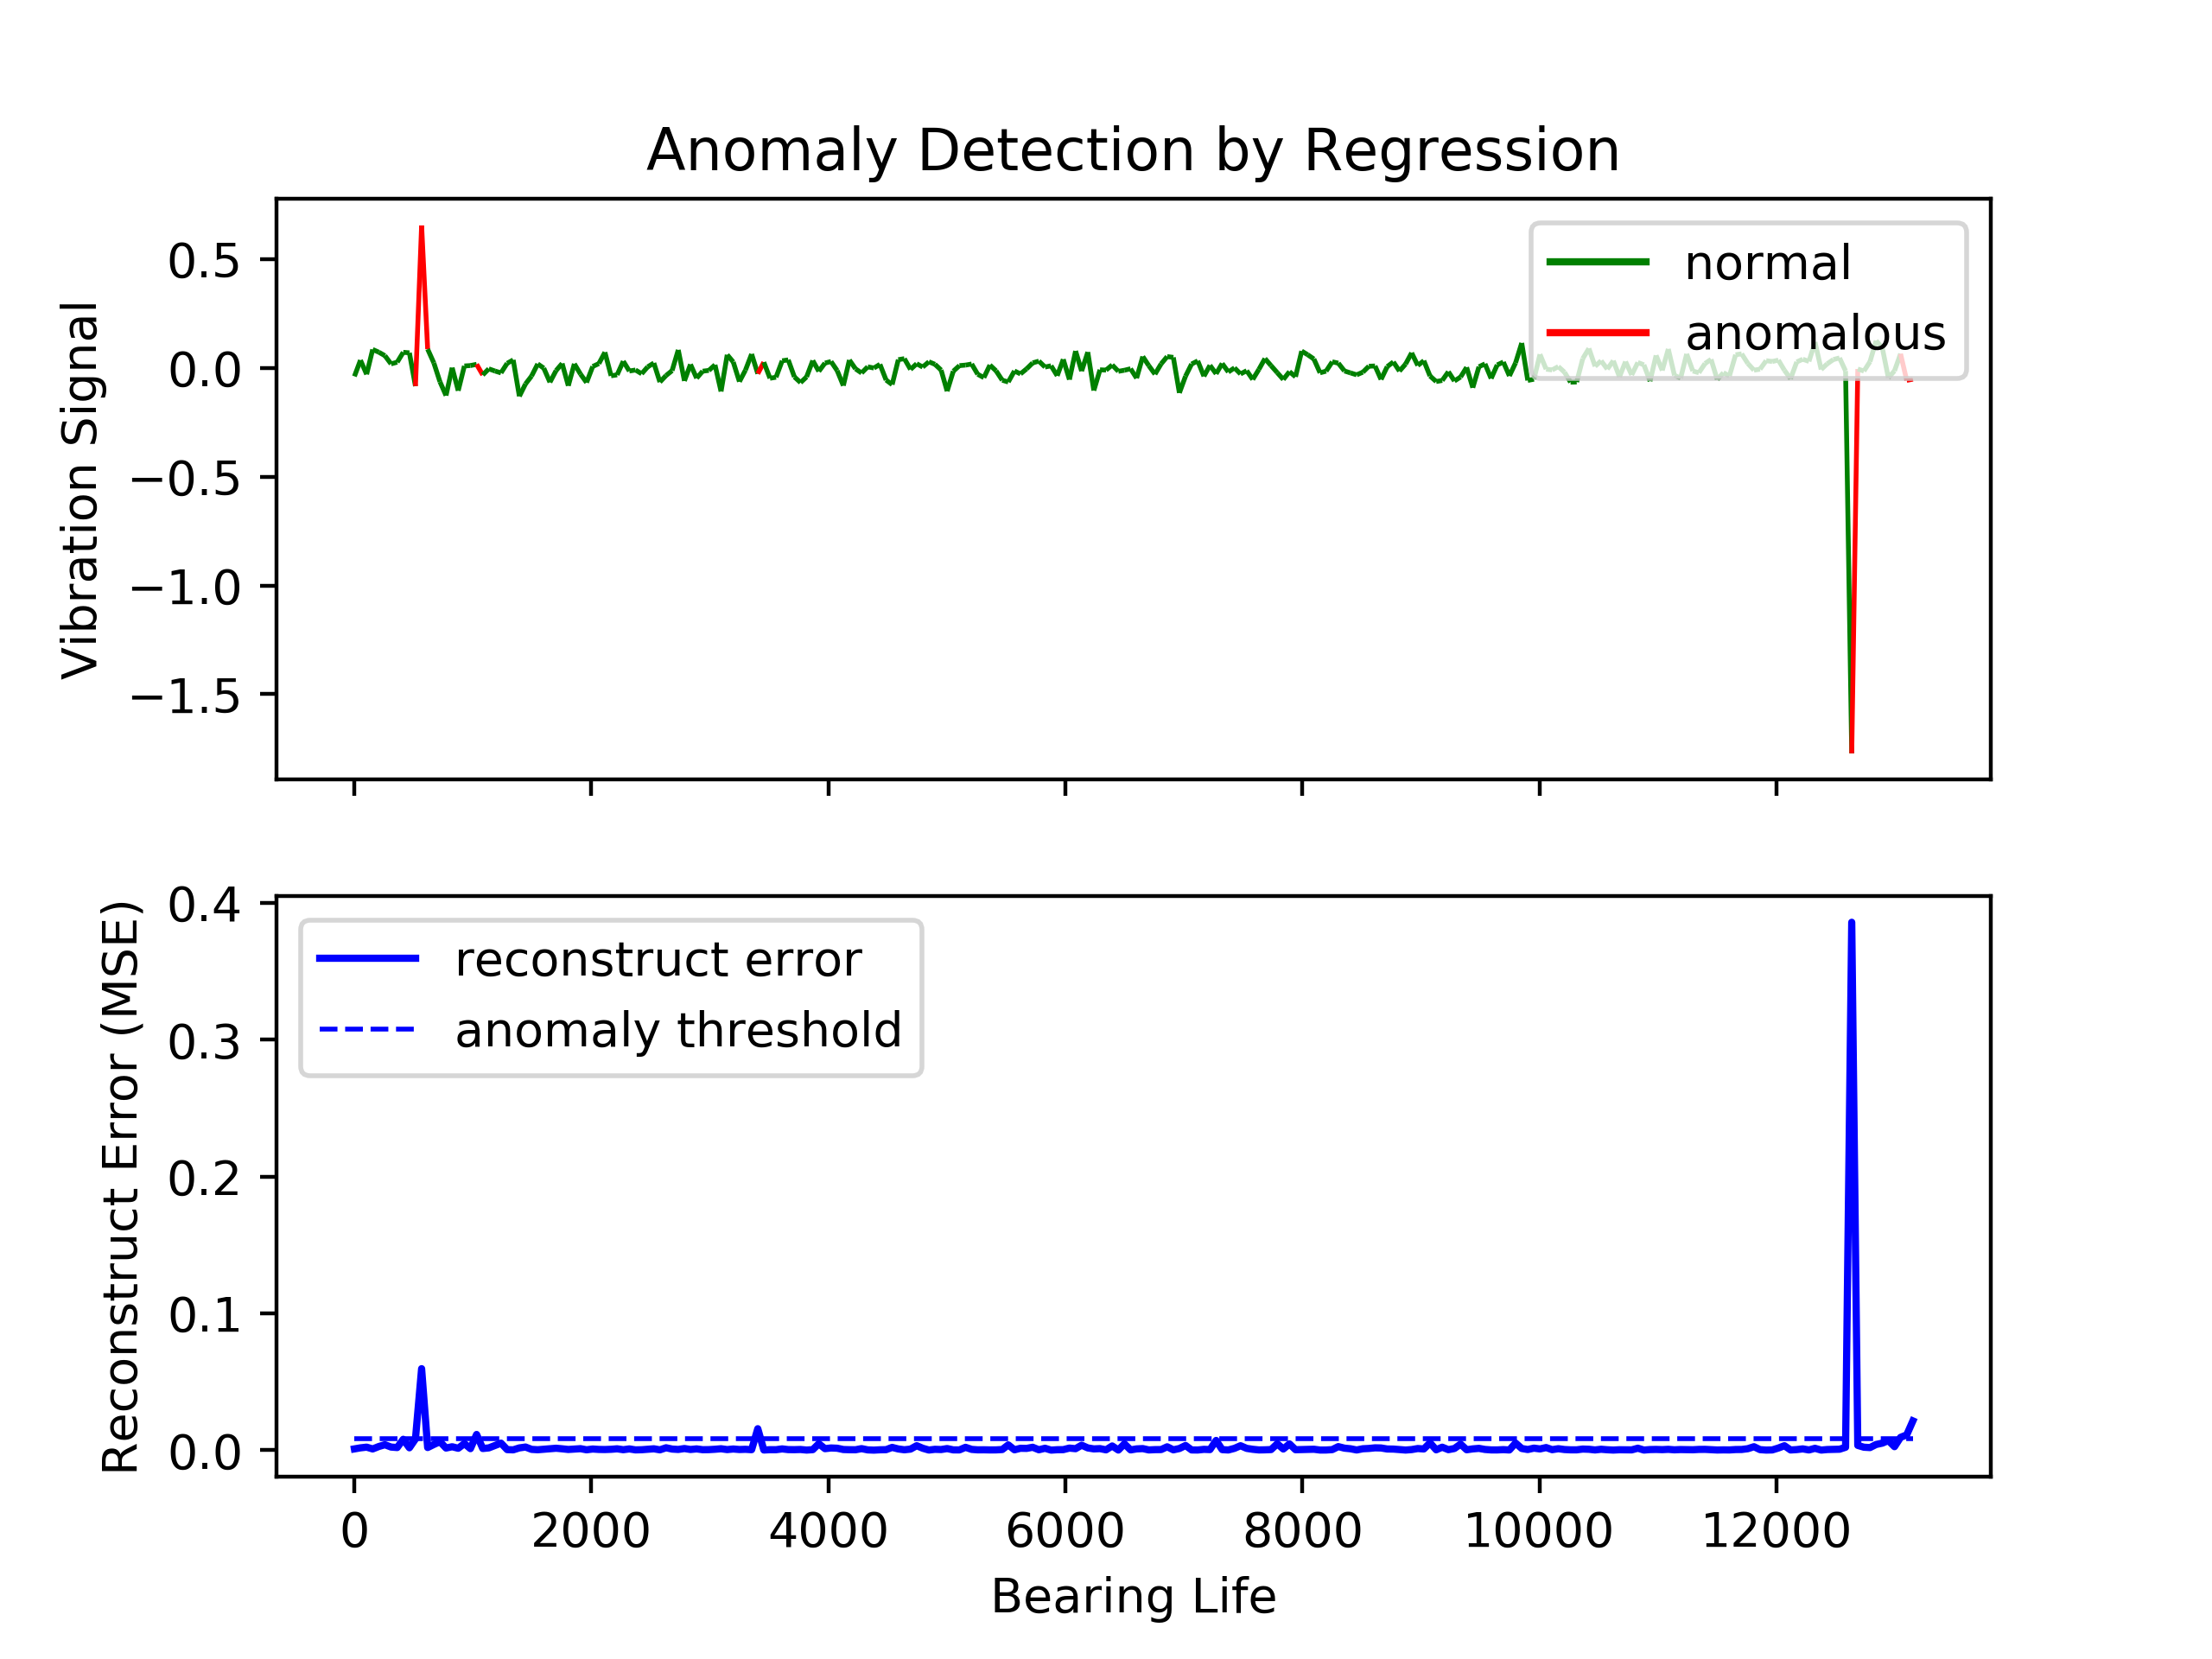 Anomaly Detection by Regression
Vibration Signal
0.5
0.0
−0.5
−1.0
−1.5
normal
anomalous
Reconstruct Error (MSE)
0.4
0.3
0.2
0.1
0.0
reconstruct error
anomaly threshold
0 2000 4000 6000 8000 10000 12000
Bearing Life